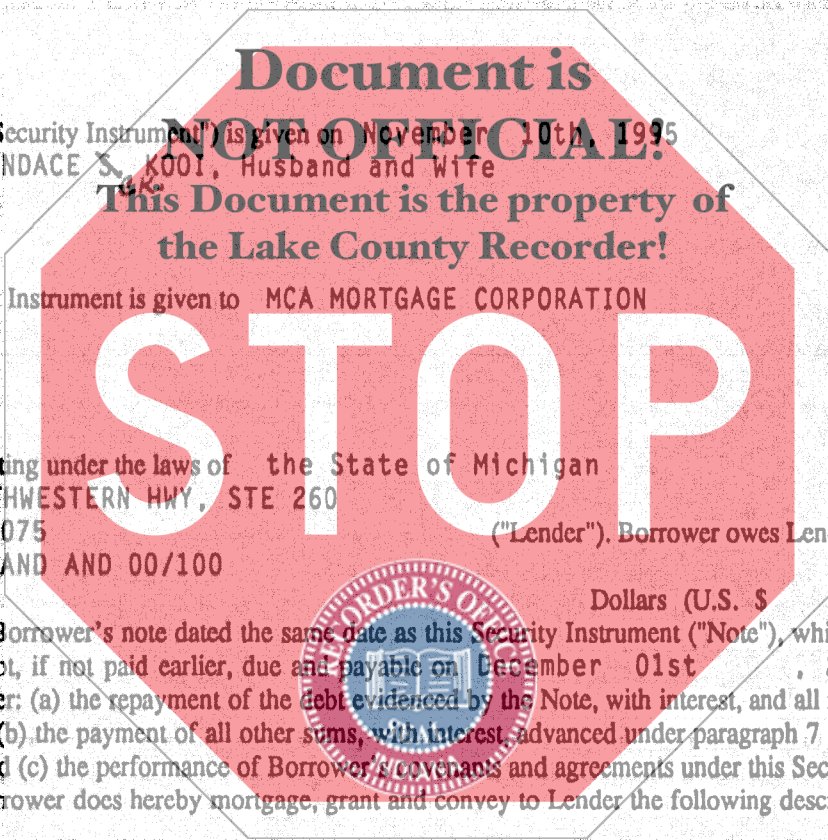 Document is
ecurity Instrument") is given on November 10th, 1995
NOT OFFICIAL!
NDACE S. KOOI, Husband and Wife
This Document is the property of
the Lake County Recorder!
Instrument is given to MCA MORTGAGE CORPORATION
STOP
ting under the laws of the State of Michigan
HWESTERN HWY, STE 260
075 ("Lender"). Borrower owes Len
AND AND 00/100
Dollars (U.S. $
RECORDER'S OFFICE
Borrower's note dated the same date as this Security Instrument ("Note"), whi
t, if not paid earlier, due and payable on December 01st ,
r: (a) the repayment of the debt evidenced by the Note, with interest, and all
(b) the payment of all other sums, with interest, advanced under paragraph 7
SEAL
(c) the performance of Borrower's covenants and agreements under this Sec
rower does hereby mortgage, grant and convey to Lender the following desc